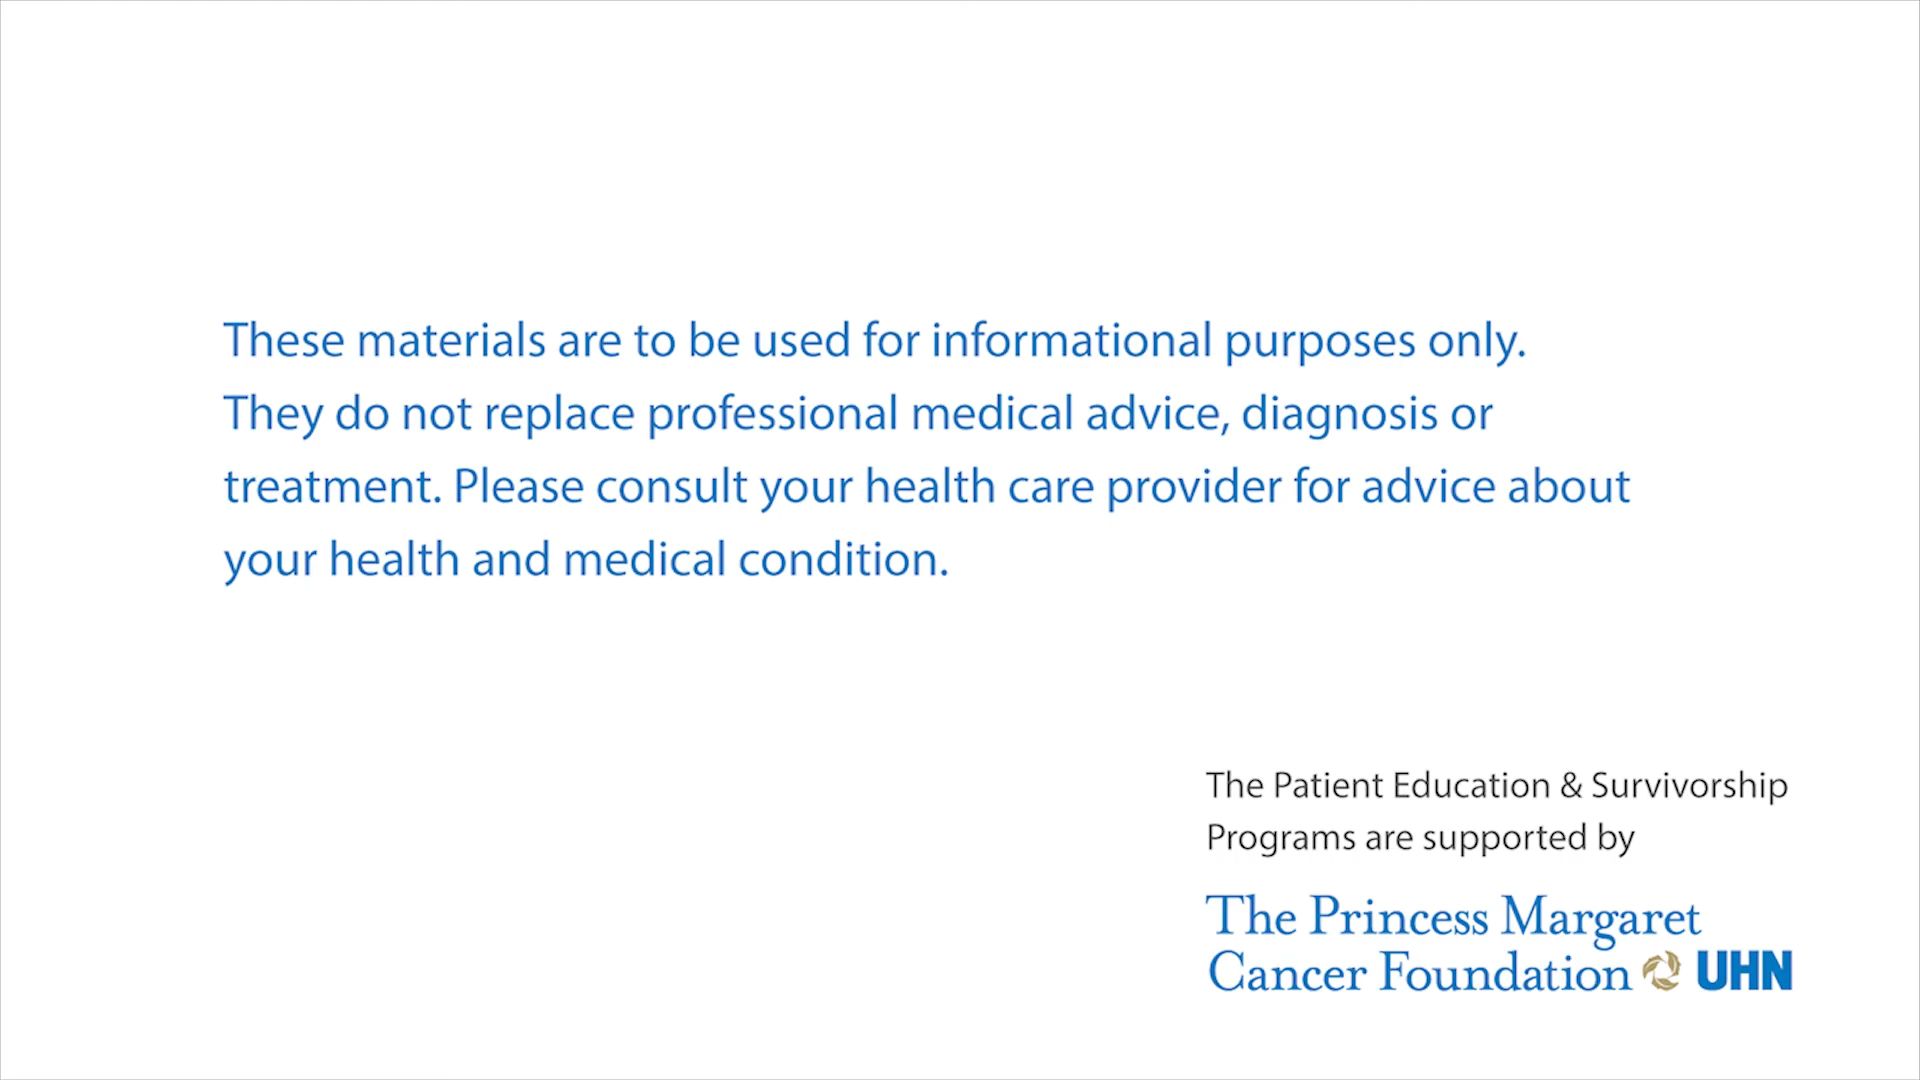 These materials are to be used for informational purposes only.
They do not replace professional medical advice, diagnosis or
treatment. Please consult your health care provider for advice about
your health and medical condition.
The Patient Education & Survivorship
Programs are supported by
The Princess Margaret
Cancer Foundation UHN